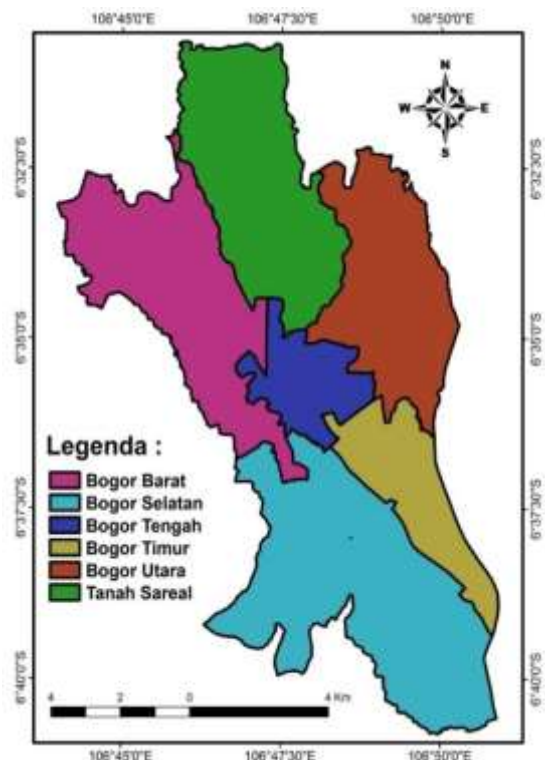 106°45'0"E 106°47'30"E 106°50'0"E
N
W E
S
6°32'30"S 6°32'30"S
6°35'0"S 6°35'0"S
Legenda :
Bogor Barat
Bogor Selatan
Bogor Tengah
Bogor Timur
Bogor Utara
Tanah Sareal
6°37'30"S 6°37'30"S
6°40'0"S 6°40'0"S
4 2 0 4 Km
106°45'0"E 106°47'30"E 106°50'0"E